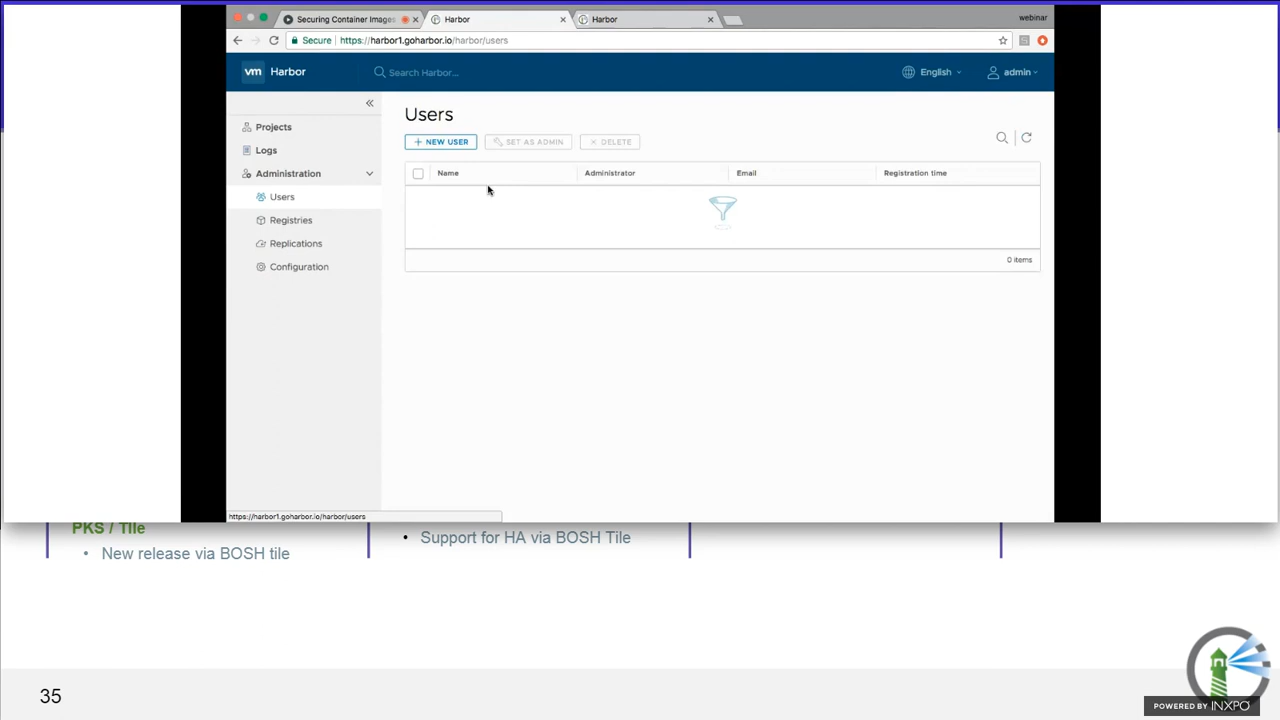 Securing Container Images
Harbor
Harbor
webinar
Secure
https://harbor1.goharbor.io/harbor/users
vm Harbor
Search Harbor...
English
admin
Projects
Logs
Administration
Users
Registries
Replications
Configuration
Users
+ NEW USER
SET AS ADMIN
× DELETE
Name
Administrator
Email
Registration time
0 items
https://harbor1.goharbor.io/harbor/users
PKS / Tile
• New release via BOSH tile
• Support for HA via BOSH Tile
35
POWERED BY INXPO